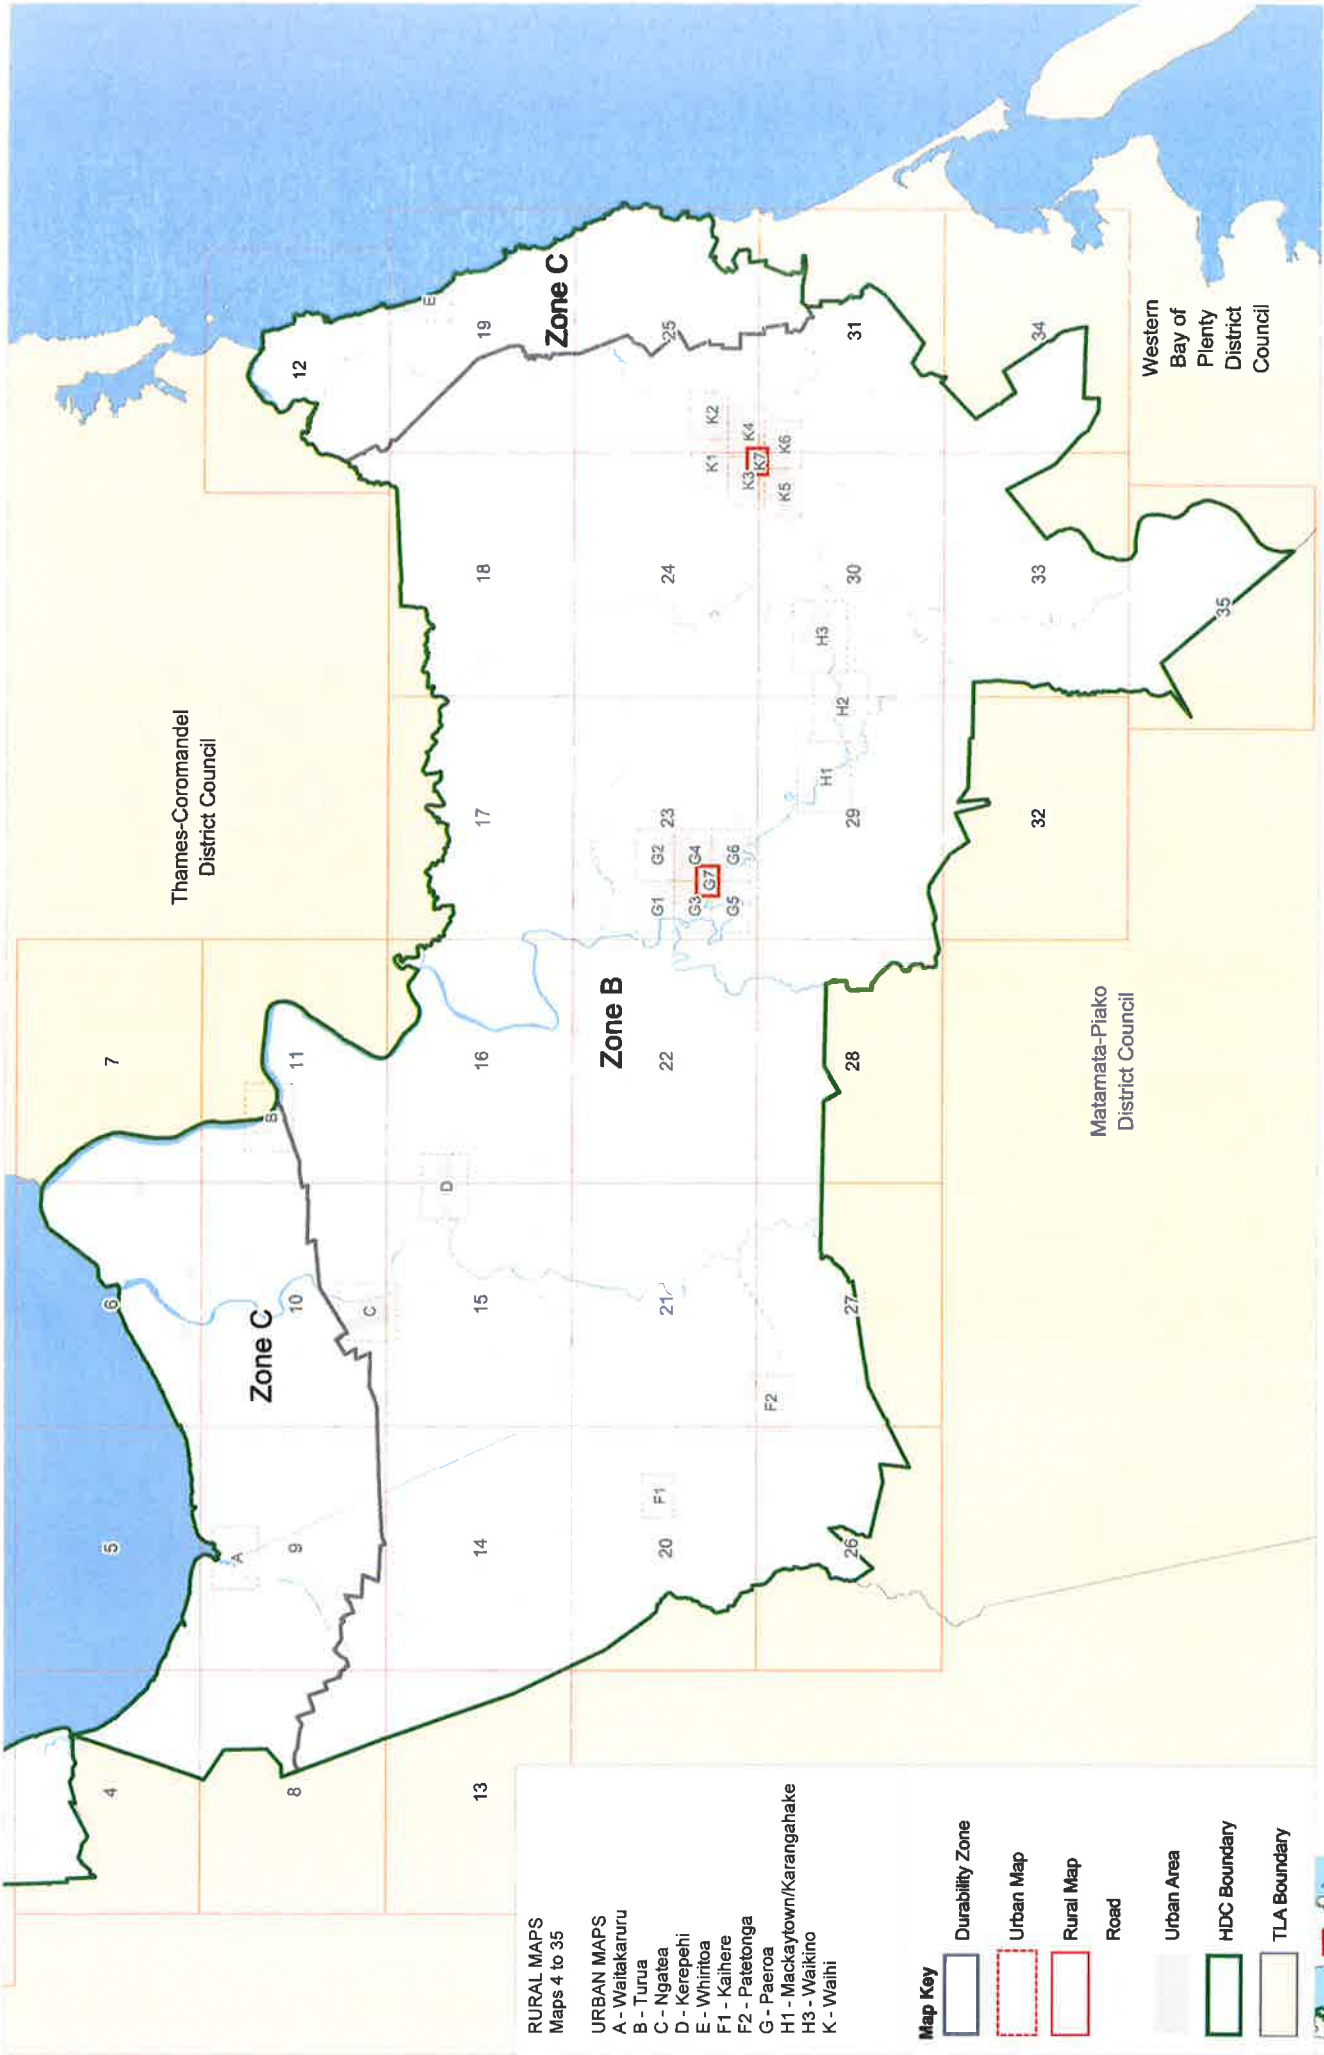 Thames-Coromandel
District Council
Matamata-Piako
District Council
Western
Bay of
Plenty
District
Council
Zone C
Zone B
Zone C
4
5
6
7
8
9
10
11
12
13
14
15
16
17
18
19
20
21
22
23
24
25
26
27
28
29
30
31
32
33
34
35
A
B
C
D
E
F1
F2
G1
G2
G3
G4
G5
G6
G7
H1
H2
H3
K1
K2
K3
K4
K5
K6
K7
RURAL MAPS
Maps 4 to 35
URBAN MAPS
A - Waitakaruru
B - Turua
C - Ngatea
D - Kerepehi
E - Whiritoa
F1 - Kaihere
F2 - Patetonga
G - Paeroa
H1 - Mackaytown/Karangahake
H3 - Waikino
K - Waihi
Map Key
Durability Zone
Urban Map
Rural Map
Road
Urban Area
HDC Boundary
TLA Boundary